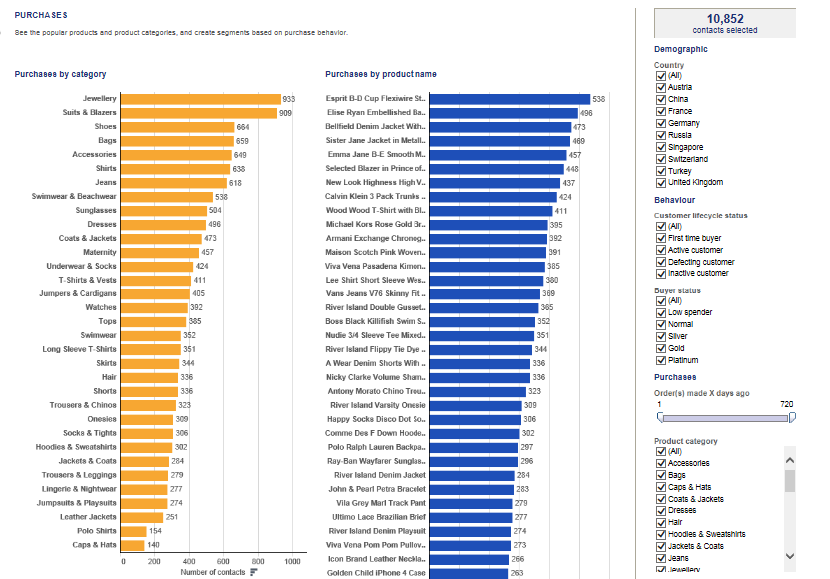 PURCHASES
See the popular products and product categories, and create segments based on purchase behavior.
Purchases by category
Jewellery 933
Suits & Blazers 909
Shoes 664
Bags 659
Accessories 649
Shirts 638
Jeans 618
Swimwear & Beachwear 538
Sunglasses 504
Dresses 496
Coats & Jackets 473
Maternity 457
Underwear & Socks 424
T-Shirts & Vests 411
Jumpers & Cardigans 405
Watches 392
Tops 385
Swimwear 352
Long Sleeve T-Shirts 351
Skirts 344
Hair 336
Shorts 336
Trousers & Chinos 323
Onesies 309
Socks & Tights 306
Hoodies & Sweatshirts 302
Jackets & Coats 284
Trousers & Leggings 279
Lingerie & Nightwear 277
Jumpsuits & Playsuits 274
Leather Jackets 251
Polo Shirts 154
Caps & Hats 140
0 200 400 600 800 1000
Number of contacts
Purchases by product name
Esprit B-D Cup Flexiwire St.. 538
Elise Ryan Embellished Ba.. 496
Bellfield Denim Jacket With.. 473
Sister Jane Jacket in Metall.. 469
Emma Jane B-E Smooth M.. 457
Selected Blazer in Prince of.. 448
New Look Highness High V.. 437
Calvin Klein 3 Pack Trunks .. 424
Wood Wood T-Shirt with Bl.. 411
Michael Kors Rose Gold Br.. 395
Armani Exchange Chronog.. 392
Maison Scotch Pink Woven.. 391
Viva Vena Pasadena Kimon.. 385
Lee Shirt Short Sleeve Wes.. 380
Vans Jeans V76 Skinny Fit .. 369
River Island Double Gusset.. 365
Boss Black Killifish Swim S.. 352
Nudie 3/4 Sleeve Tee Mixed.. 351
River Island Flippy Tie Dye .. 344
A Wear Denim Shorts With .. 336
Nicky Clarke Volume Sham.. 336
Antony Morato Chino Trou.. 323
River Island Varsity Onesie 309
Happy Socks Disco Dot So.. 306
Comme Des F Down Hoode.. 302
Polo Ralph Lauren Backpa.. 297
Ray-Ban Wayfarer Sunglas.. 296
River Island Denim Jacket 284
John & Pearl Petra Bracelet 283
Vila Grey Marl Track Pant 279
Ultimo Lace Brazilian Brief 277
River Island Denim Playsuit 274
Viva Vena Pom Pom Pullov.. 273
Icon Brand Leather Neckla.. 266
Golden Child iPhone 4 Case 263
10,852
contacts selected
Demographic
Country
(All)
Austria
China
France
Germany
Russia
Singapore
Switzerland
Turkey
United Kingdom
Behaviour
Customer lifecycle status
(All)
First time buyer
Active customer
Defecting customer
Inactive customer
Buyer status
(All)
Low spender
Normal
Silver
Gold
Platinum
Purchases
Order(s) made X days ago
1 720
Product category
(All)
Accessories
Bags
Caps & Hats
Coats & Jackets
Dresses
Hair
Hoodies & Sweatshirts
Jackets & Coats
Jeans
Jewellery